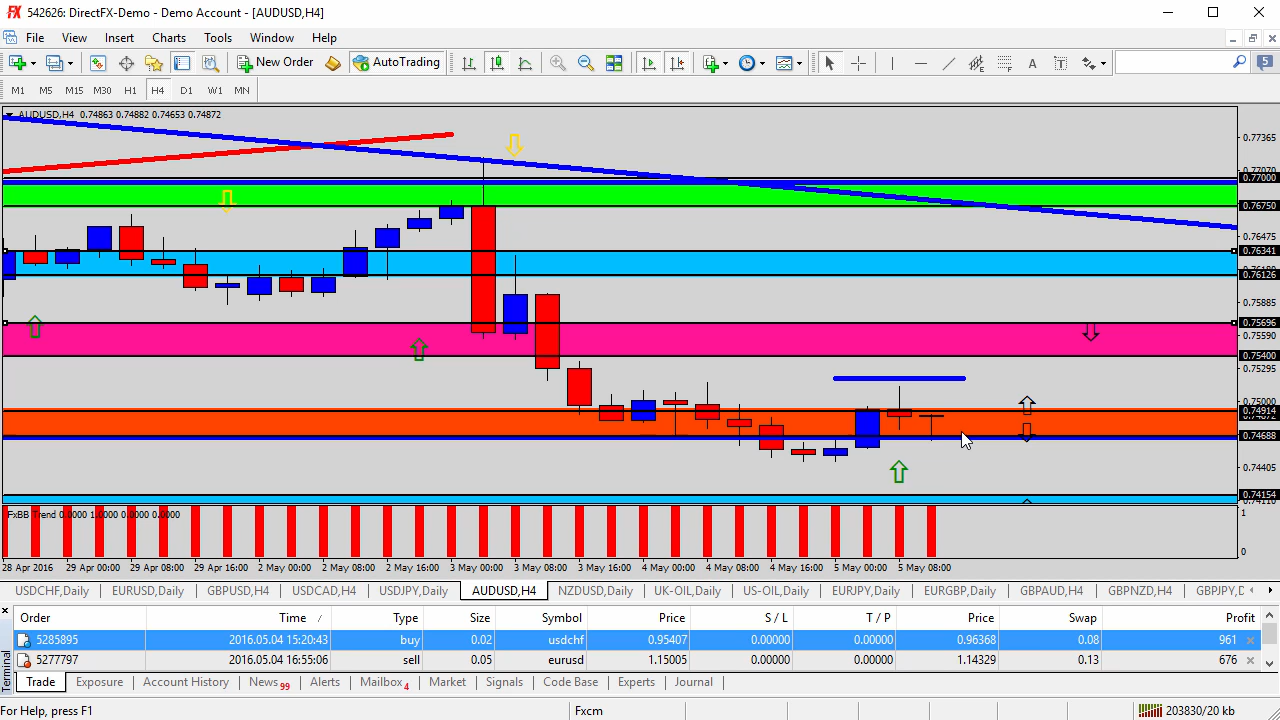 542626: DirectFX-Demo - Demo Account - [AUDUSD,H4]
File View Insert Charts Tools Window Help
New Order AutoTrading 5
M1 M5 M15 M30 H1 H4 D1 W1 MN
AUDUSD,H4 0.74863 0.74882 0.74653 0.74872
0.77365
0.77000
0.76750
0.76475
0.76341
0.76126
0.75885
0.75696
0.75590
0.75400
0.75295
0.75000
0.74914
0.74688
0.74405
0.74154
FxBB Trend 0.0000 1.0000 0.0000 0.0000
1
0
28 Apr 2016 29 Apr 00:00 29 Apr 08:00 29 Apr 16:00 2 May 00:00 2 May 08:00 2 May 16:00 3 May 00:00 3 May 08:00 3 May 16:00 4 May 00:00 4 May 08:00 4 May 16:00 5 May 00:00 5 May 08:00
USDCHF,Daily EURUSD,Daily GBPUSD,H4 USDCAD,H4 USDJPY,Daily AUDUSD,H4 NZDUSD,Daily UK-OIL,Daily US-OIL,Daily EURJPY,Daily EURGBP,Daily GBPAUD,H4 GBPNZD,H4 GBPJPY,D
Order Time / Type Size Symbol Price S / L T / P Price Swap Profit
5285895 2016.05.04 15:20:43 buy 0.02 usdchf 0.95407 0.00000 0.00000 0.96368 0.08 961
5277797 2016.05.04 16:55:06 sell 0.05 eurusd 1.15005 0.00000 0.00000 1.14329 0.13 676
Terminal
Trade Exposure Account History News 99 Alerts Mailbox 4 Market Signals Code Base Experts Journal
For Help, press F1 Fxcm 203830/20 kb